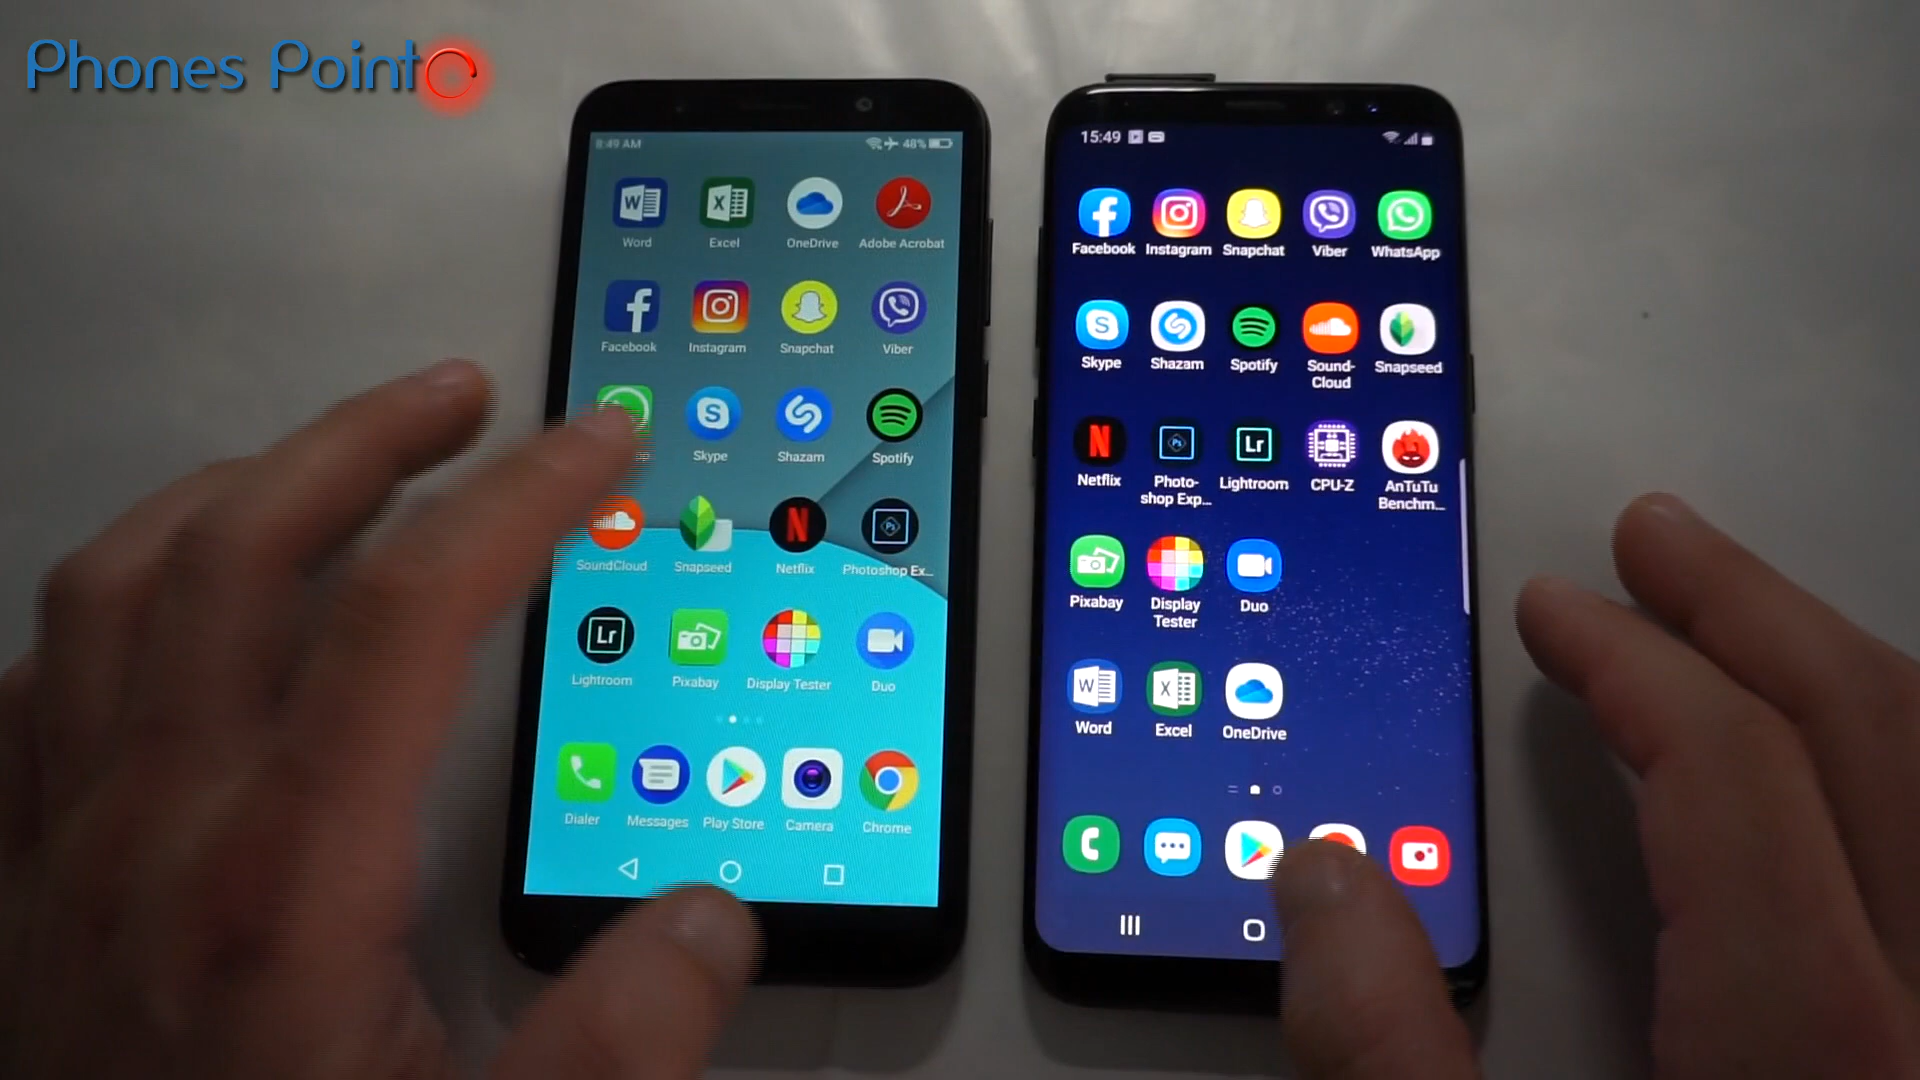 Phones Point
8:49 AM
48%
Word Excel OneDrive Adobe Acrobat
Facebook Instagram Snapchat Viber
Skype Shazam Spotify
SoundCloud Snapseed Netflix Photoshop Ex...
Lightroom Pixabay Display Tester Duo
Dialer Messages Play Store Camera Chrome
15:49
Facebook Instagram Snapchat Viber WhatsApp
Skype Shazam Spotify Sound-
Cloud Snapseed
Netflix Photo-
shop Exp... Lightroom CPU-Z AnTuTu
Benchm...
Pixabay Display
Tester Duo
Word Excel OneDrive